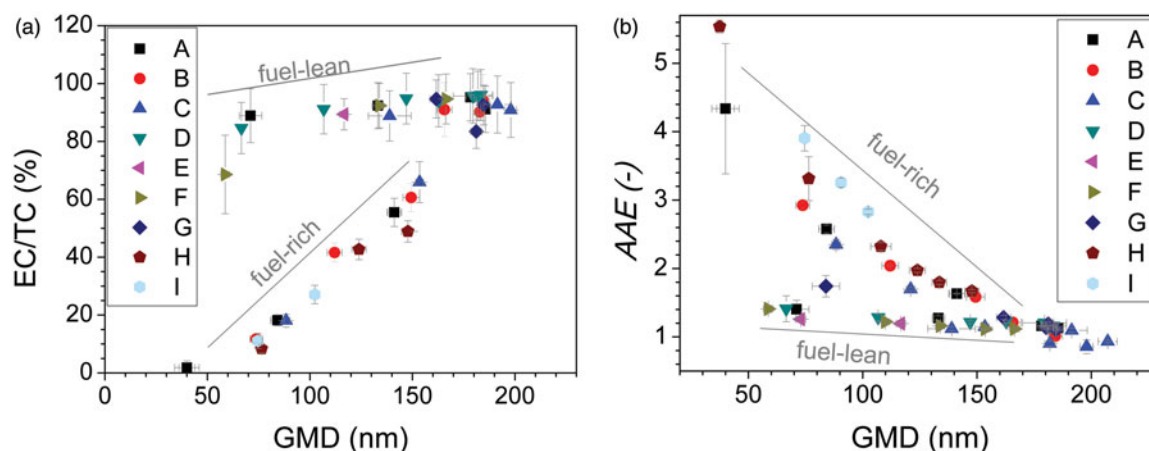 (a)
120
100
80
60
40
20
0
EC/TC (%)
A
B
C
D
E
F
G
H
I
fuel-lean
fuel-rich
0
50
100
150
200
GMD (nm)
(b)
5
4
3
2
1
AAE (-)
A
B
C
D
E
F
G
H
I
fuel-rich
fuel-lean
50
100
150
200
GMD (nm)